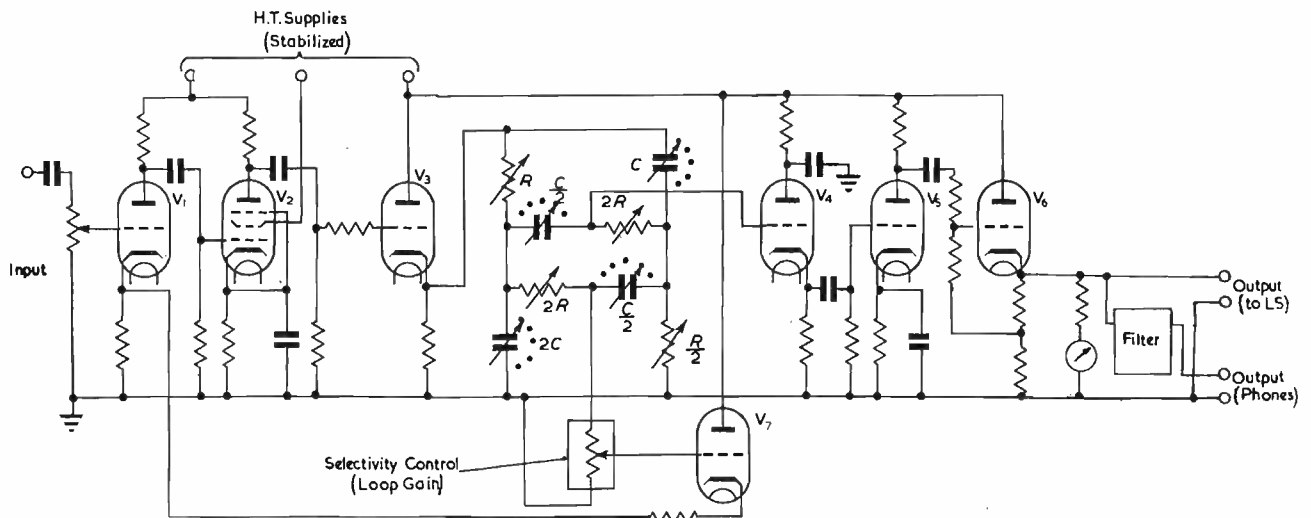 H.T. Supplies
(Stabilized)
V1
V2
V3
V4
V5
V6
V7
R
C
C/2
2R
2R
C/2
2C
R/2
Input
Output
(to LS)
Filter
Output
(Phones)
Selectivity Control
(Loop Gain)